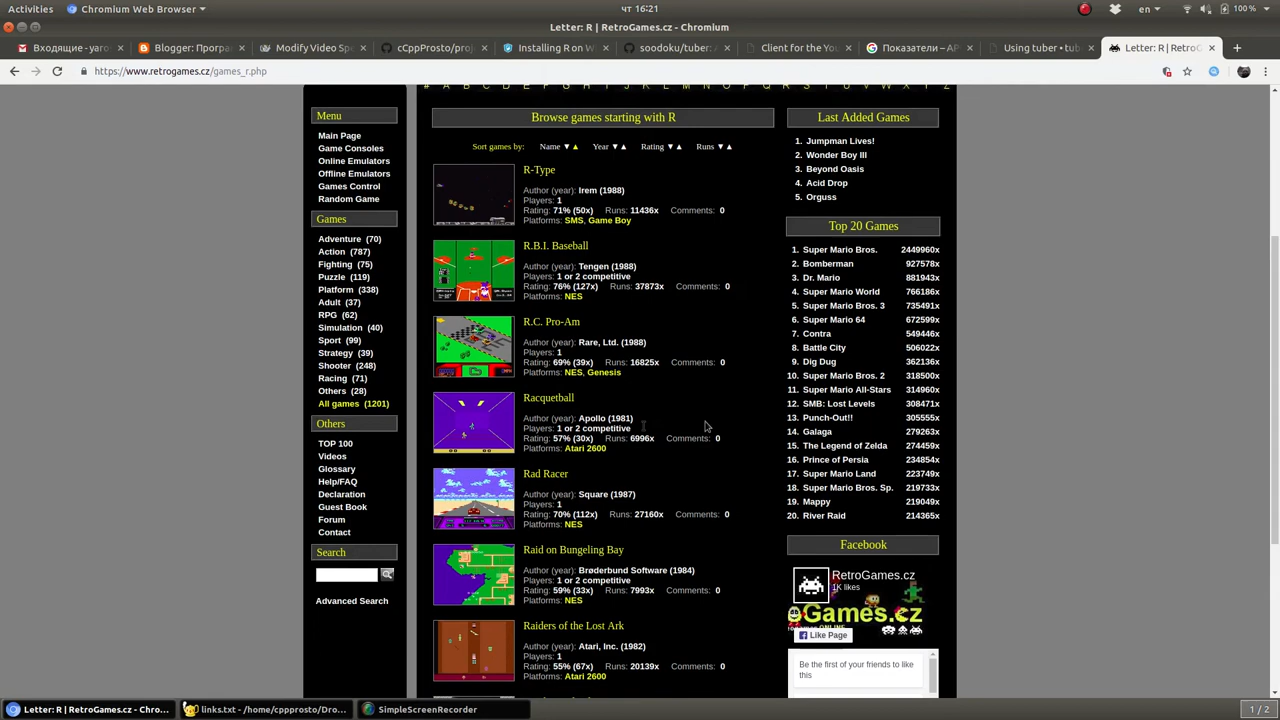 Activities
Chromium Web Browser
чт 16:21
en
100 %
Letter: R | RetroGames.cz - Chromium
Входящие - yaro
Blogger: Програ
Modify Video Spe
cCppProsto/proj
Installing R on W
soodoku/tuber: A
Client for the You
Показатели – AP
Using tuber • tub
Letter: R | RetroG
https://www.retrogames.cz/games_r.php
# A B C D E F G H I J K L M N O P Q R S T U V W X Y Z
Menu
Main Page
Game Consoles
Online Emulators
Offline Emulators
Games Control
Random Game
Games
Adventure (70)
Action (787)
Fighting (75)
Puzzle (119)
Platform (338)
Adult (37)
RPG (62)
Simulation (40)
Sport (99)
Strategy (39)
Shooter (248)
Racing (71)
Others (28)
All games (1201)
Others
TOP 100
Videos
Glossary
Help/FAQ
Declaration
Guest Book
Forum
Contact
Search
Advanced Search
Browse games starting with R
Sort games by: Name ▼▲ Year ▼▲ Rating ▼▲ Runs ▼▲
R-Type
Author (year): Irem (1988)
Players: 1
Rating: 71% (50x) Runs: 11436x Comments: 0
Platforms: SMS, Game Boy
R.B.I. Baseball
Author (year): Tengen (1988)
Players: 1 or 2 competitive
Rating: 76% (127x) Runs: 37873x Comments: 0
Platforms: NES
R.C. Pro-Am
Author (year): Rare, Ltd. (1988)
Players: 1
Rating: 69% (39x) Runs: 16825x Comments: 0
Platforms: NES, Genesis
Racquetball
Author (year): Apollo (1981)
Players: 1 or 2 competitive
Rating: 57% (30x) Runs: 6996x Comments: 0
Platforms: Atari 2600
Rad Racer
Author (year): Square (1987)
Players: 1
Rating: 70% (112x) Runs: 27160x Comments: 0
Platforms: NES
Raid on Bungeling Bay
Author (year): Brøderbund Software (1984)
Players: 1 or 2 competitive
Rating: 59% (33x) Runs: 7993x Comments: 0
Platforms: NES
Raiders of the Lost Ark
Author (year): Atari, Inc. (1982)
Players: 1
Rating: 55% (67x) Runs: 20139x Comments: 0
Platforms: Atari 2600
Last Added Games
1. Jumpman Lives!
2. Wonder Boy III
3. Beyond Oasis
4. Acid Drop
5. Orguss
Top 20 Games
1. Super Mario Bros. 2449960x
2. Bomberman 927578x
3. Dr. Mario 881943x
4. Super Mario World 766186x
5. Super Mario Bros. 3 735491x
6. Super Mario 64 672599x
7. Contra 549446x
8. Battle City 506022x
9. Dig Dug 362136x
10. Super Mario Bros. 2 318500x
11. Super Mario All-Stars 314960x
12. SMB: Lost Levels 308471x
13. Punch-Out!! 305555x
14. Galaga 279263x
15. The Legend of Zelda 274459x
16. Prince of Persia 234854x
17. Super Mario Land 223749x
18. Super Mario Bros. Sp. 219733x
19. Mappy 219049x
20. River Raid 214365x
Facebook
RetroGames.cz
1K likes
oGames.cz
Like Page
Be the first of your friends to like
this
Letter: R | RetroGames.cz - Chro...
links.txt - /home/cppprosto/Dro...
SimpleScreenRecorder
1 / 2